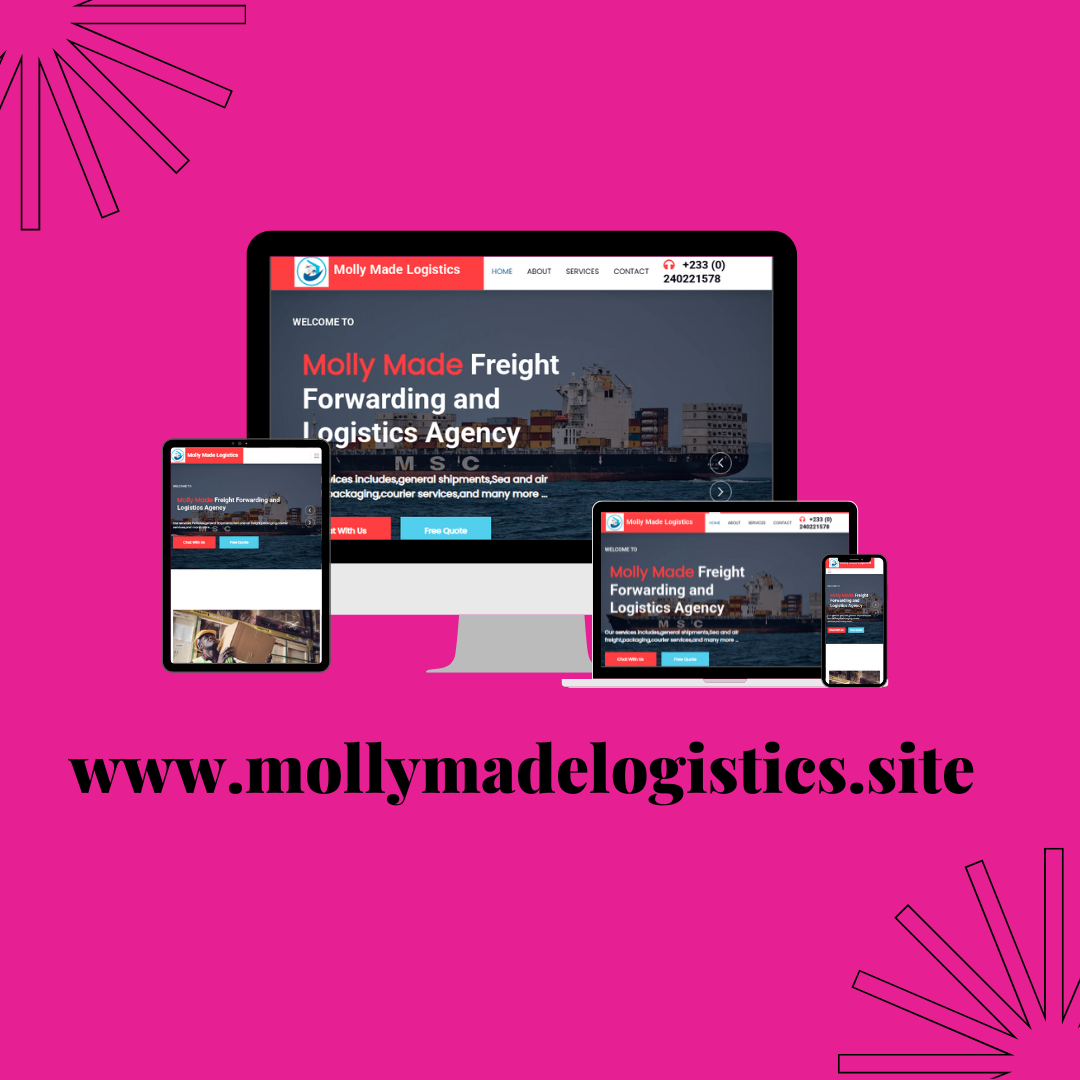 Molly Made Logistics
HOME ABOUT SERVICES CONTACT
+233 (0)
240221578
WELCOME TO
Molly Made Freight
Forwarding and
Logistics Agency
MSC
includes,general shipments,Sea and air
packaging,courier services,and many more ...
With Us
Free Quote
Molly Made Logistics
WELCOME TO
Molly Made Freight Forwarding and
Logistics Agency
MSC
Chat With Us
Free Quote
Molly Made Logistics
HOME ABOUT SERVICES CONTACT
+233 (0)
240221578
WELCOME TO
Molly Made Freight
Forwarding and
Logistics Agency
MSC
Our services includes,general shipments,Sea and air
freight,packaging,courier services,and many more ...
Chat With Us
Free Quote
Molly Made Freight
Forwarding and
Logistics Agency
www.mollymadelogistics.site